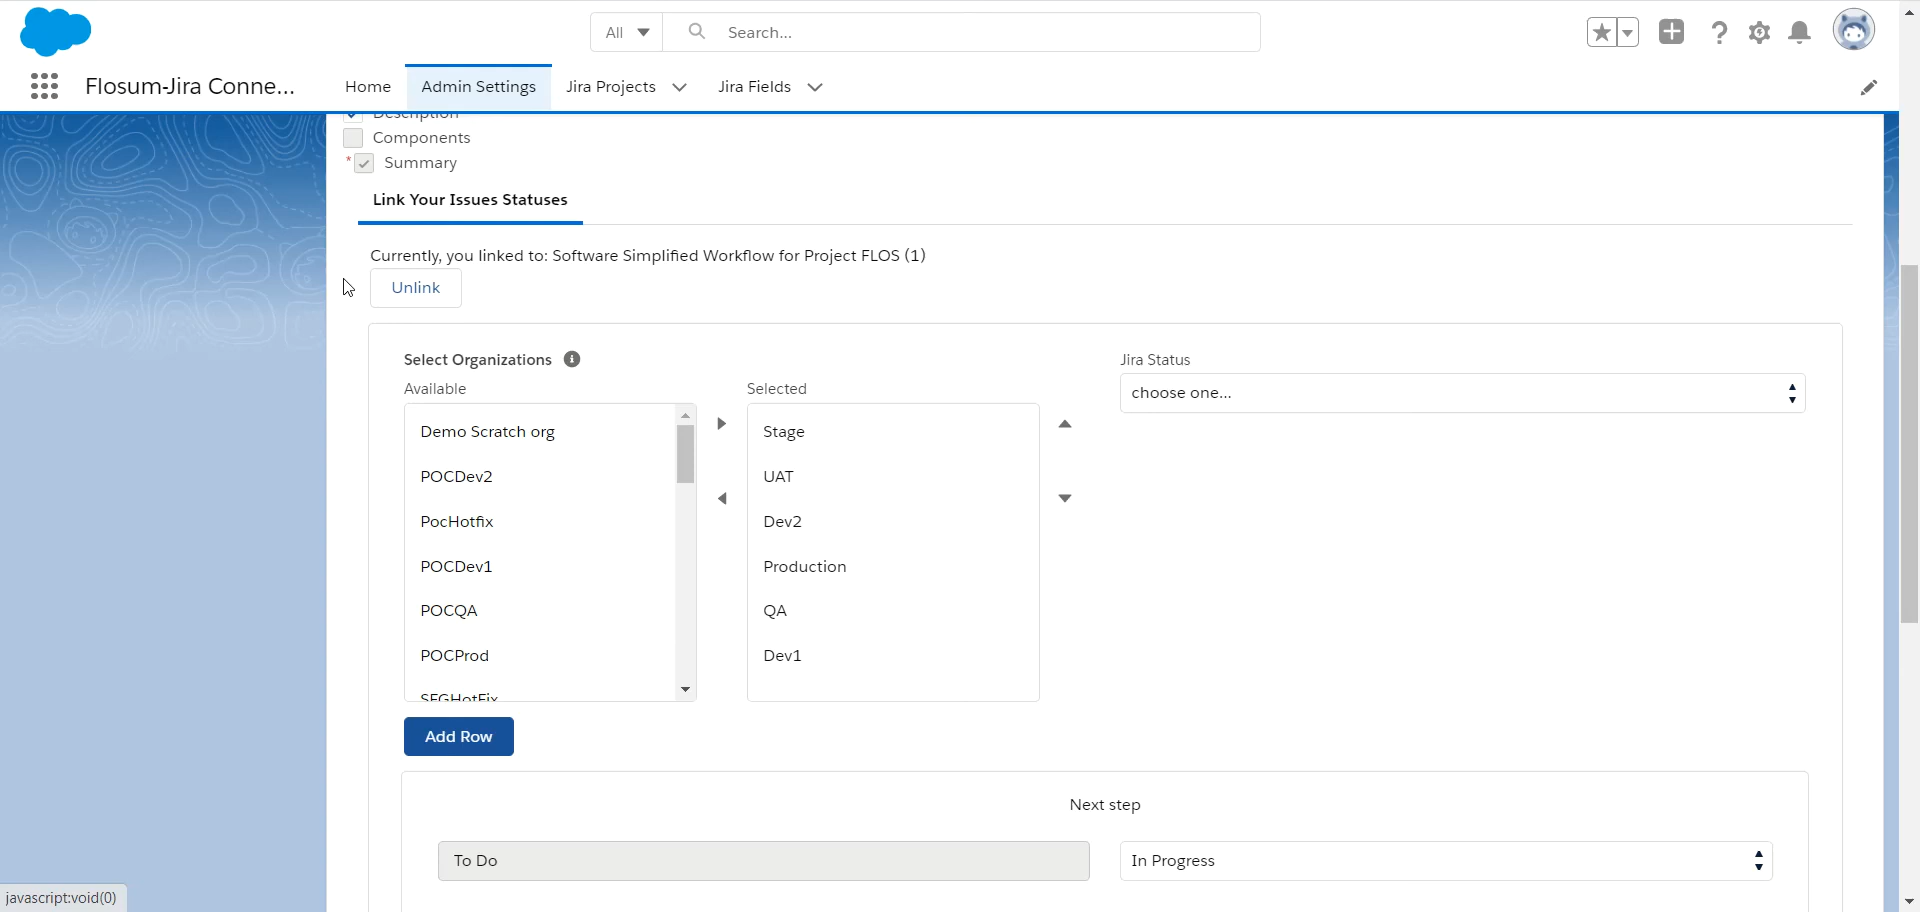 All
Search...
Flosum-Jira Conne...
Home
Admin Settings
Jira Projects
Jira Fields
Description
Components
* Summary
Link Your Issues Statuses
Currently, you linked to: Software Simplified Workflow for Project FLOS (1)
Unlink
Select Organizations
Available
Demo Scratch org
POCDev2
PocHotfix
POCDev1
POCQA
POCProd
SFGHotFix
Selected
Stage
UAT
Dev2
Production
QA
Dev1
Jira Status
choose one...
Add Row
Next step
To Do
In Progress
javascript:void(0)